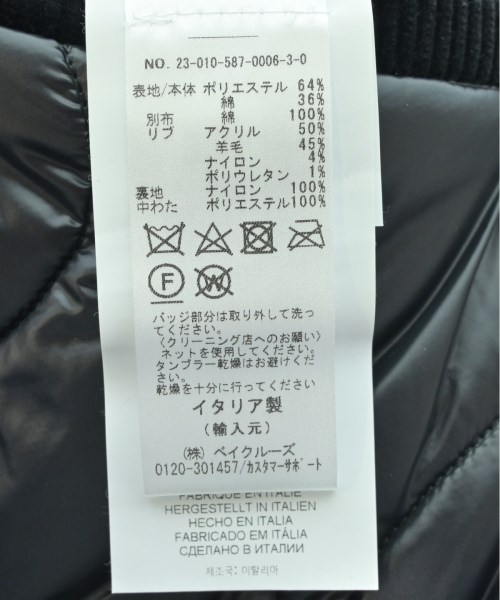 NO. 23-010-587-0006-3-0
表地/本体 ポリエステル 64%
綿 36%
別布 綿 100%
リブ アクリル 50%
羊毛 45%
ナイロン 4%
ポリウレタン 1%
裏地 ナイロン 100%
中わた ポリエステル100%
F W
バッジ部分は取り外して洗っ
てください。
〈クリーニング店へのお願い〉
ネットを使用してください。
タンブラー乾燥はお避けくださ
い。
乾燥を十分に行ってください
イタリア製
(輸入元)
(株) ベイクルーズ
0120-301457/カスタマーサポート
FABRIQUÉ EN ITALIE
HERGESTELLT IN ITALIEN
HECHO EN ITALIA
FABRICADO EM ITÁLIA
СДЕЛАНО В ИТАЛИИ
제조국: 이탈리아